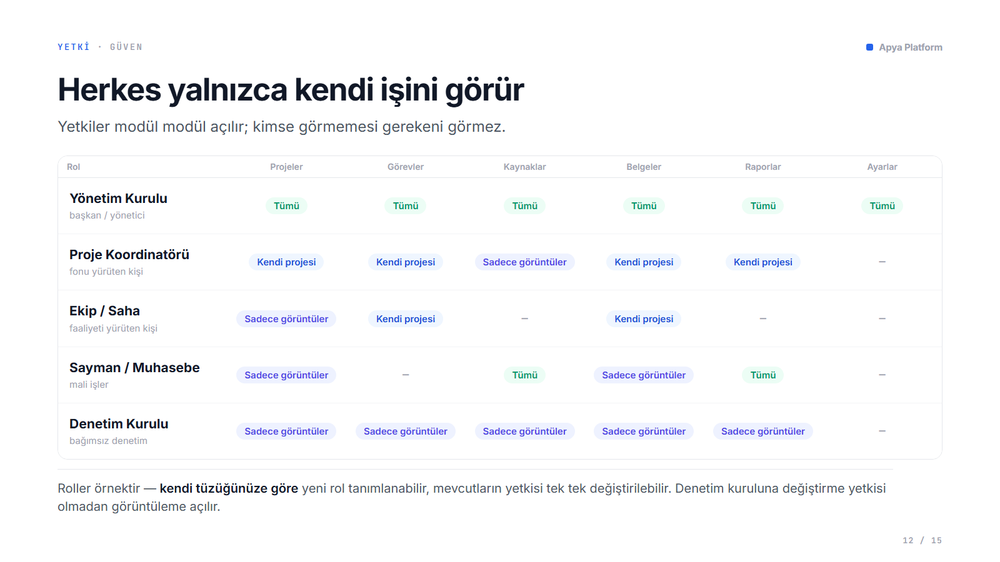 YETKİ · GÜVEN
Apya Platform
Herkes yalnızca kendi işini görür
Yetkiler modül modül açılır; kimse görmemesi gerekeni görmez.
Rol Projeler Görevler Kaynaklar Belgeler Raporlar Ayarlar
Yönetim Kurulu
başkan / yönetici
Tümü Tümü Tümü Tümü Tümü Tümü
Proje Koordinatörü
fonu yürüten kişi
Kendi projesi Kendi projesi Sadece görüntüler Kendi projesi Kendi projesi –
Ekip / Saha
faaliyeti yürüten kişi
Sadece görüntüler Kendi projesi – Kendi projesi – –
Sayman / Muhasebe
mali işler
Sadece görüntüler – Tümü Sadece görüntüler Tümü –
Denetim Kurulu
bağımsız denetim
Sadece görüntüler Sadece görüntüler Sadece görüntüler Sadece görüntüler Sadece görüntüler –
Roller örnektir — kendi tüzüğünüze göre yeni rol tanımlanabilir, mevcutların yetkisi tek tek değiştirilebilir. Denetim kuruluna değiştirme yetkisi
olmadan görüntüleme açılır.
12 / 15